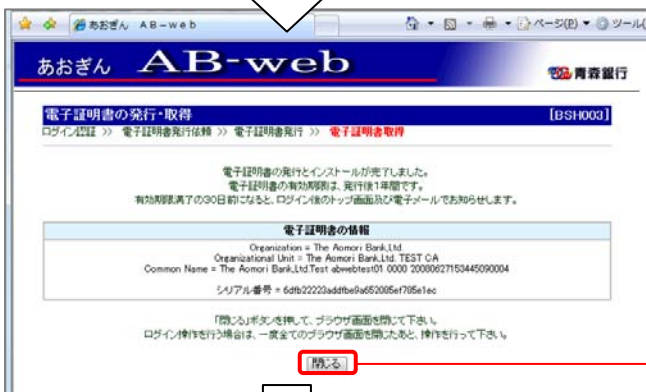 あおぎん AB-web
ページ(P) ツール(
あおぎん AB-web
青森銀行
電子証明書の発行・取得 [BSH003]
ログイン認証 >> 電子証明書発行依頼 >> 電子証明書発行 >> 電子証明書取得
電子証明書の発行とインストールが完了しました。
電子証明書の有効期限は、発行後1年間です。
有効期限満了の30日前になると、ログイン後のトップ画面及び電子メールでお知らせします。
電子証明書の情報
Organization = The Aomori Bank,Ltd.
Organizational Unit = The Aomori Bank,Ltd. TEST CA
Common Name = The Aomori Bank,Ltd.Test abwebtest01 0000 20080627153445090004
シリアル番号 = 6dfb22223addfbe9a652085ef785e1ec
「閉じる」ボタンを押して、ブラウザ画面を閉じて下さい。
ログイン操作を行う場合は、一度全てのブラウザ画面を閉じたあと、操作を行って下さい。
閉じる